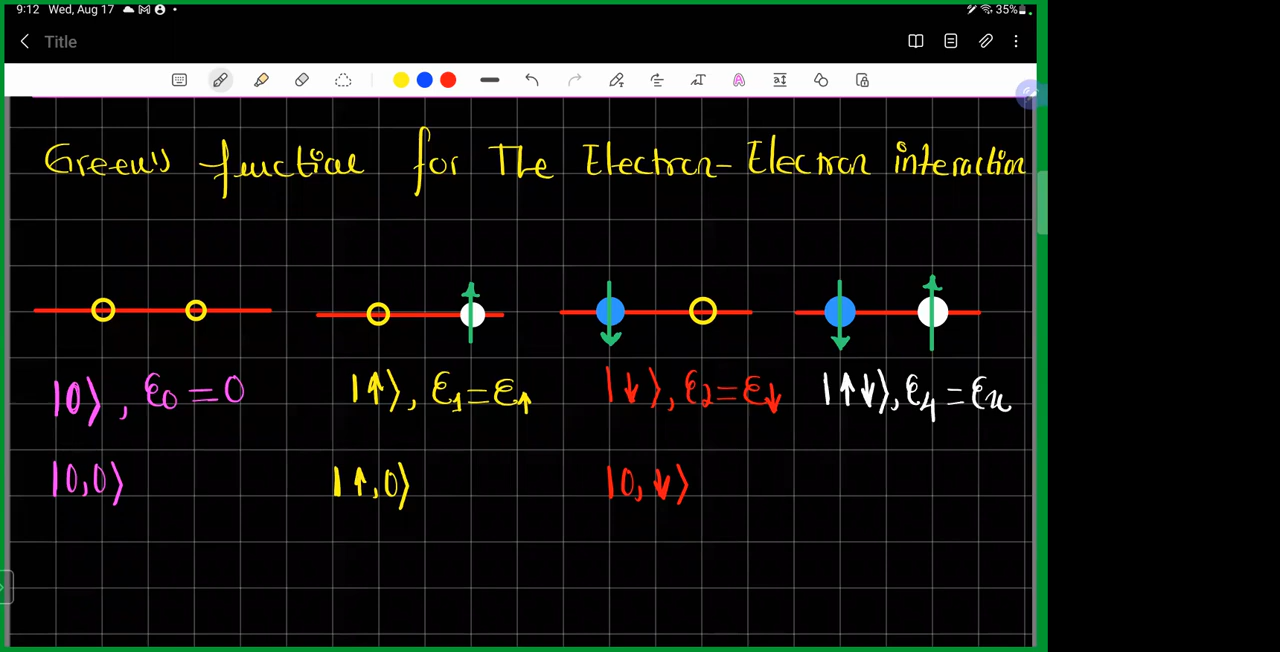 9:12 Wed, Aug 17
35%
Title
Green's function for The Electron-Electron interaction
|0⟩, ε0 = 0
|↑⟩, ε1 = ε↑
|↓⟩, ε2 = ε↓
|↑↓⟩, ε4 = εu
|0,0⟩
|↑,0⟩
|0,↓⟩